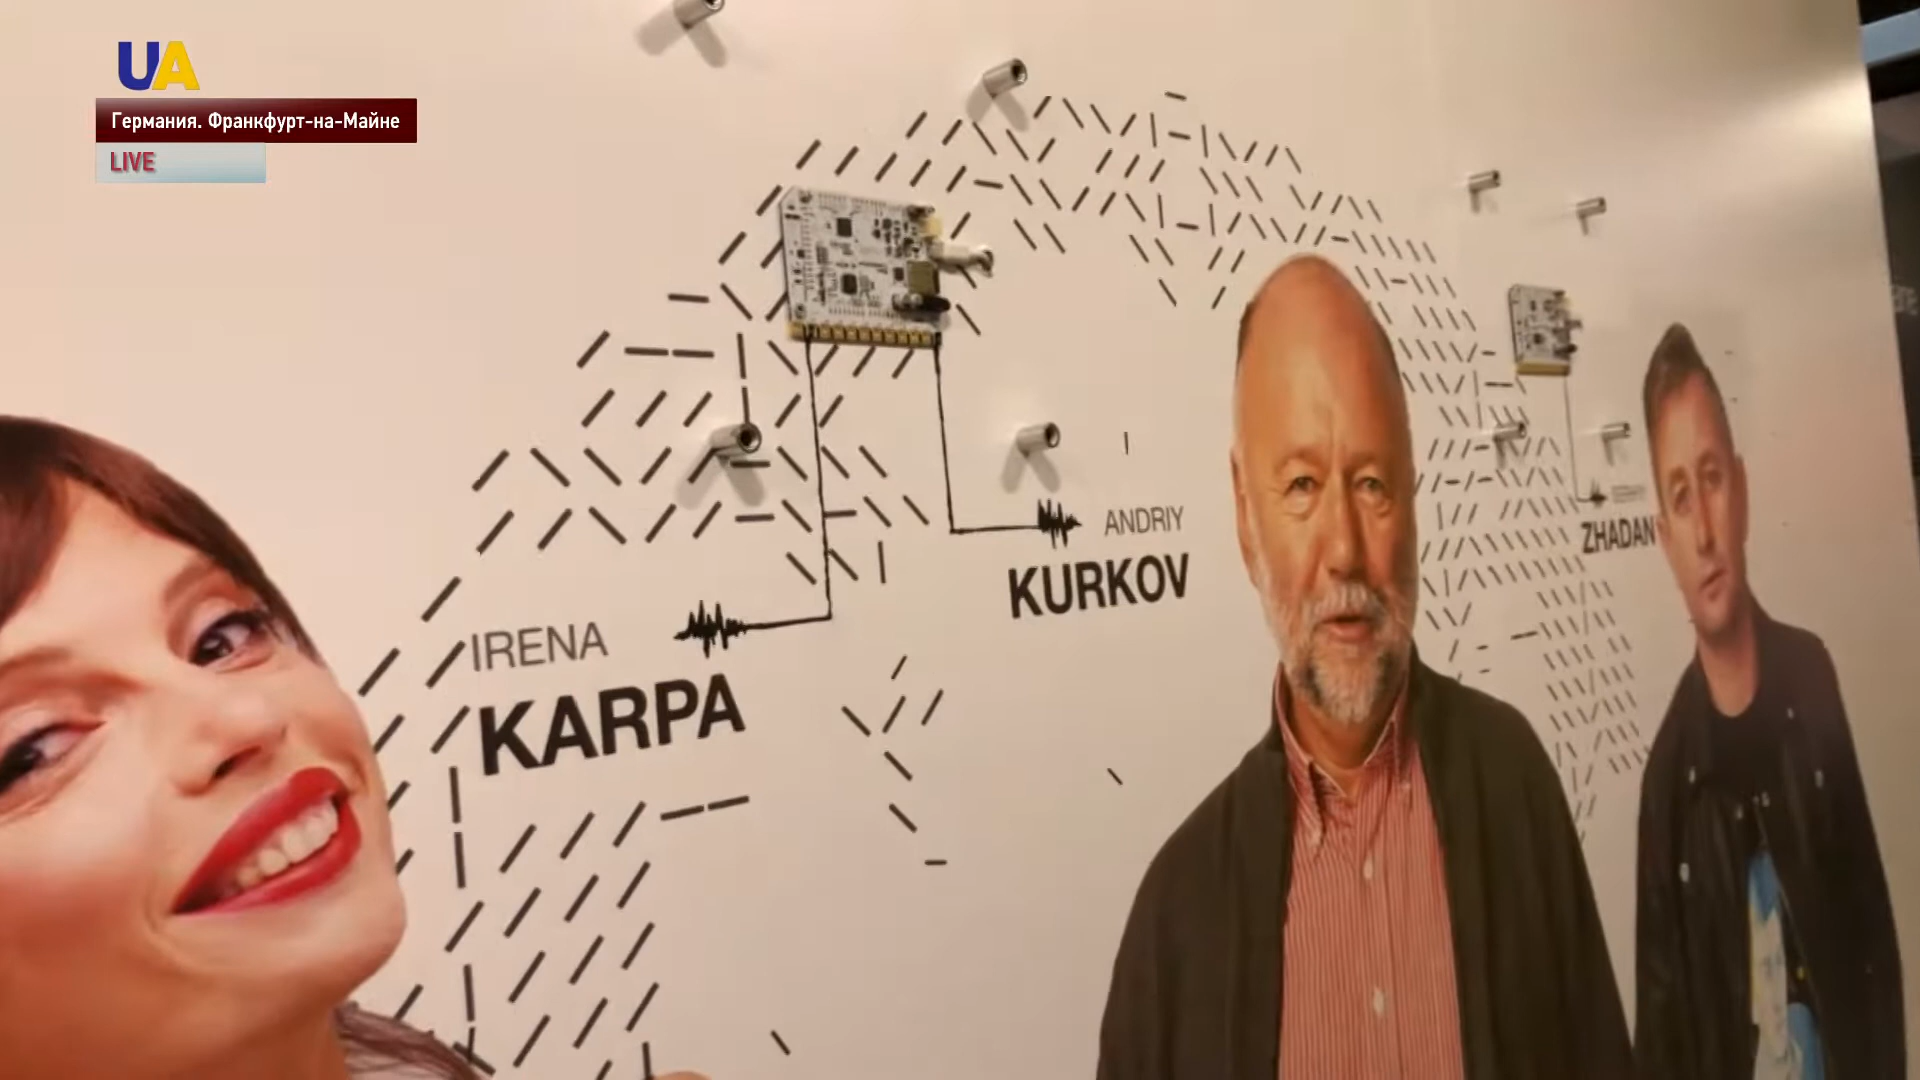 UA
Германия. Франкфурт-на-Майне
LIVE
IRENA
KARPA
ANDRIY
KURKOV
ZHADAN